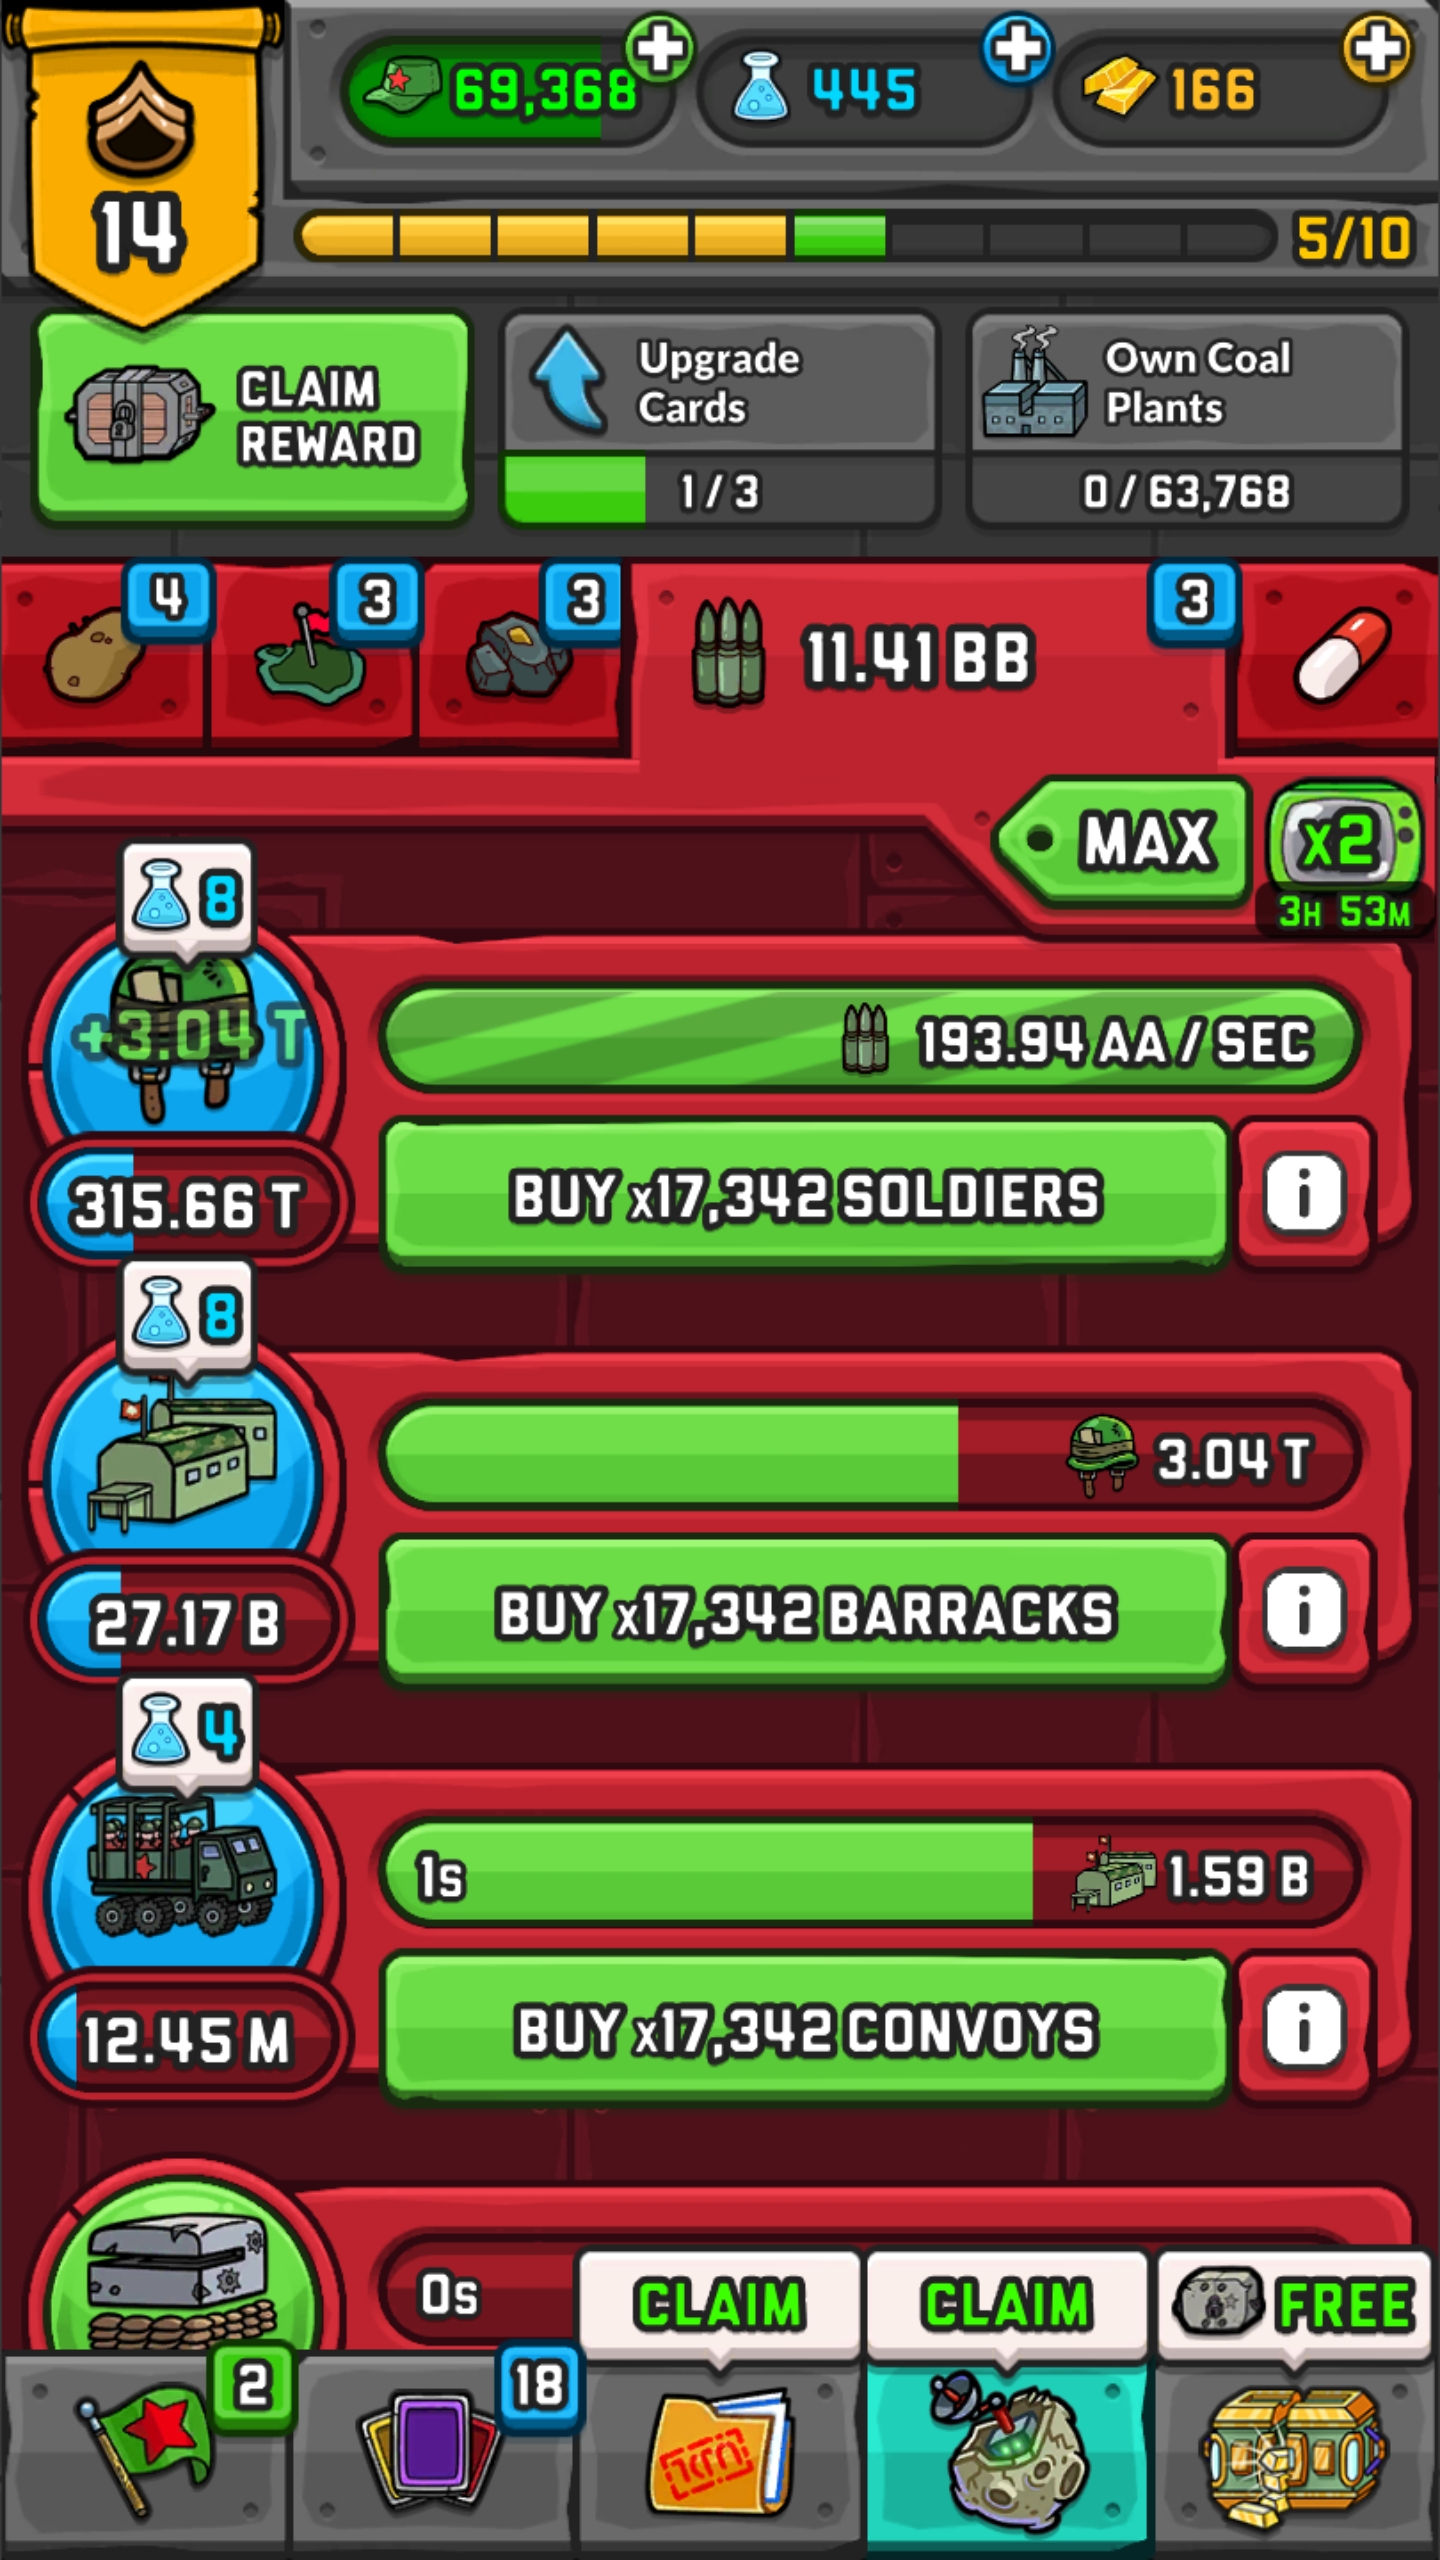 69,368
445
166
14
5/10
CLAIM
REWARD
Upgrade
Cards
1/3
Own Coal
Plants
0/63,768
4
3
3
11.41 BB
3
MAX
x2
3H 53M
8
+3.04 T
193.94 AA/SEC
315.66 T
BUY x17,342 SOLDIERS
i
8
3.04 T
27.17 B
BUY x17,342 BARRACKS
i
4
1s
1.59 B
12.45 M
BUY x17,342 CONVOYS
i
0s
CLAIM
CLAIM
FREE
2
18